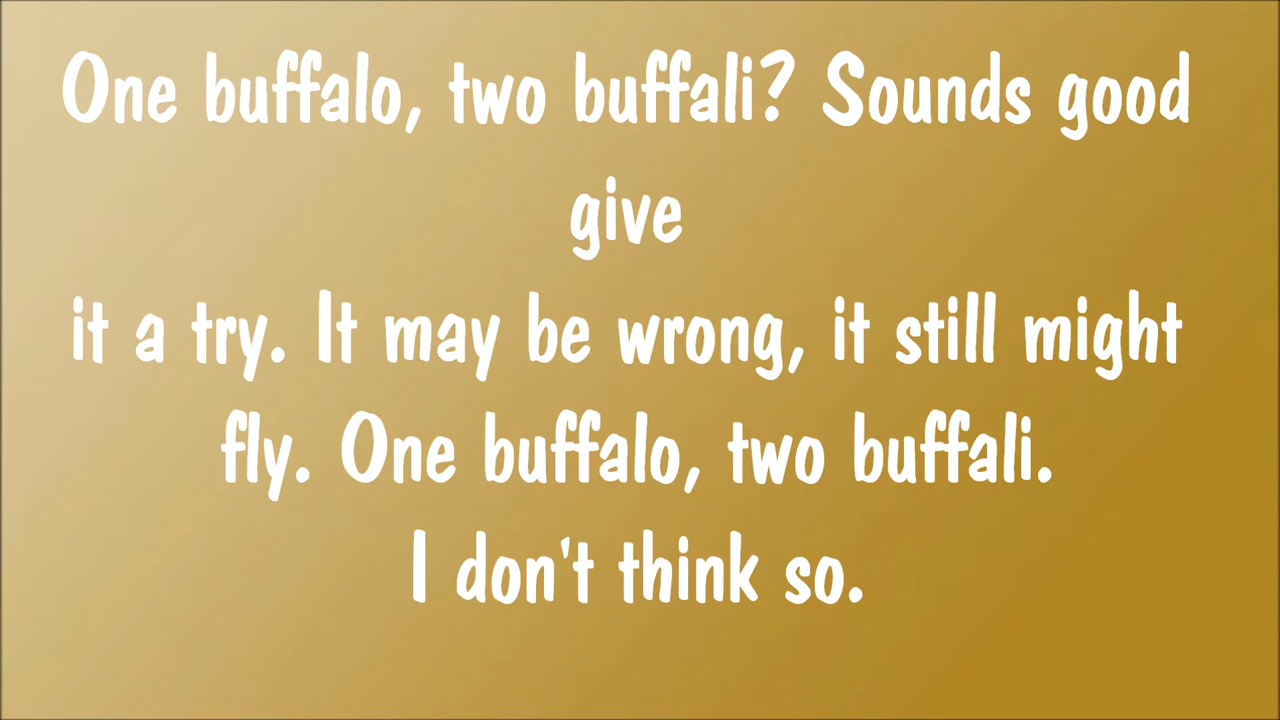 One buffalo, two buffali? Sounds good
give
it a try. It may be wrong, it still might
fly. One buffalo, two buffali.
I don't think so.